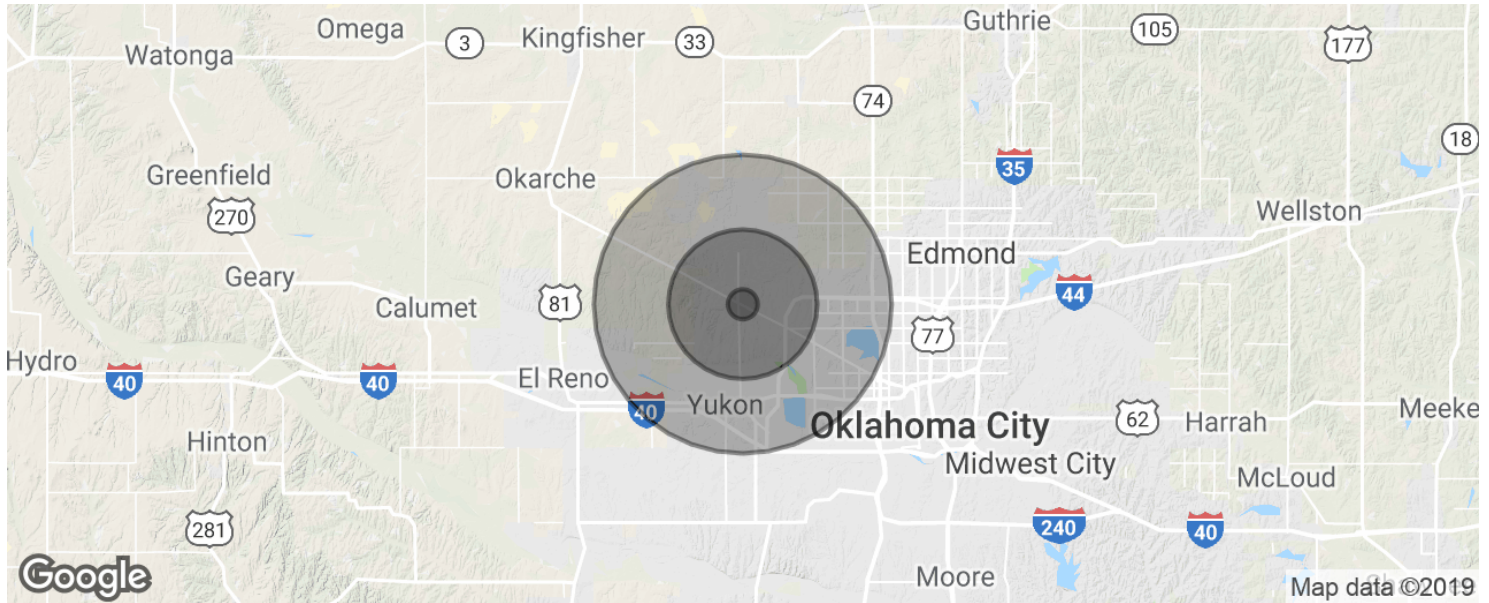 Guthrie
Omega
Kingfisher
105
3
33
177
Watonga
74
18
35
Greenfield
Okarche
270
Wellston
Edmond
Geary
44
Calumet
81
77
Hydro
40
40
El Reno
40
Yukon
Meeke
62
Harrah
Oklahoma City
Hinton
Midwest City
McLoud
281
240
40
Moore
Google
Map data ©2019